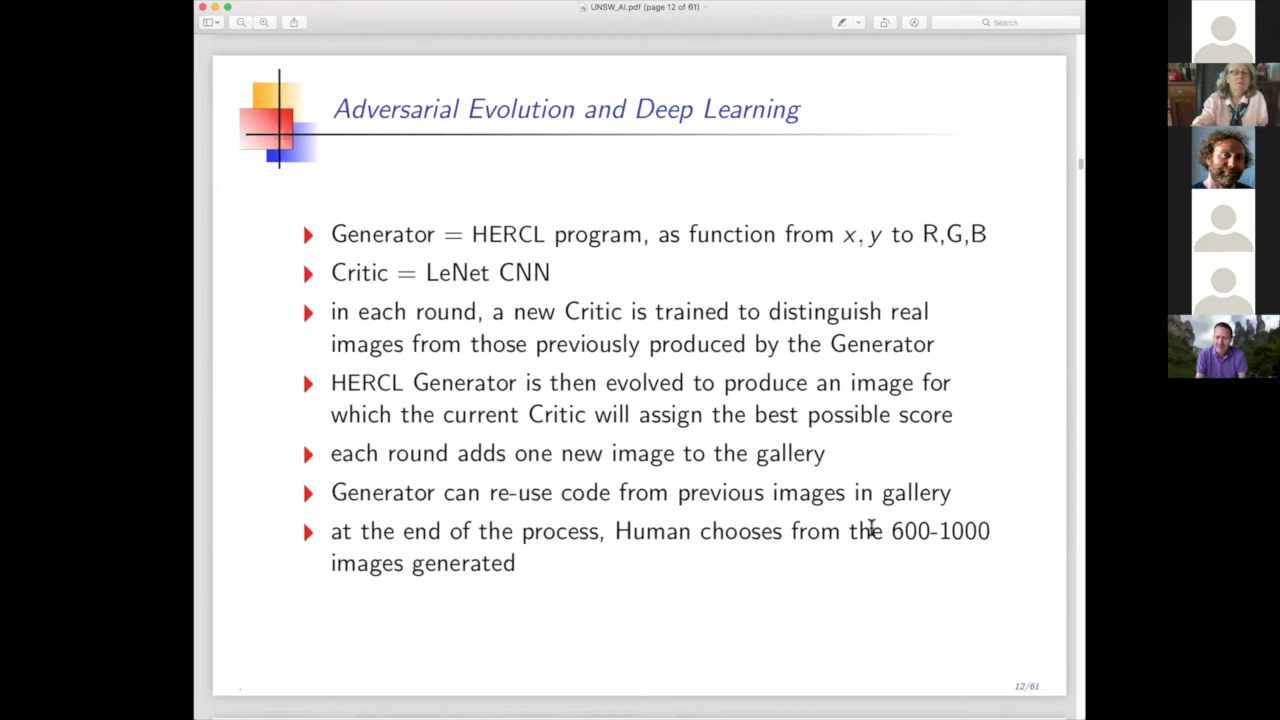 UNSW_AI.pdf (page 12 of 61)
Search
Adversarial Evolution and Deep Learning
Generator = HERCL program, as function from x, y to R,G,B
Critic = LeNet CNN
in each round, a new Critic is trained to distinguish real
images from those previously produced by the Generator
HERCL Generator is then evolved to produce an image for
which the current Critic will assign the best possible score
each round adds one new image to the gallery
Generator can re-use code from previous images in gallery
at the end of the process, Human chooses from the 600-1000
images generated
12/61